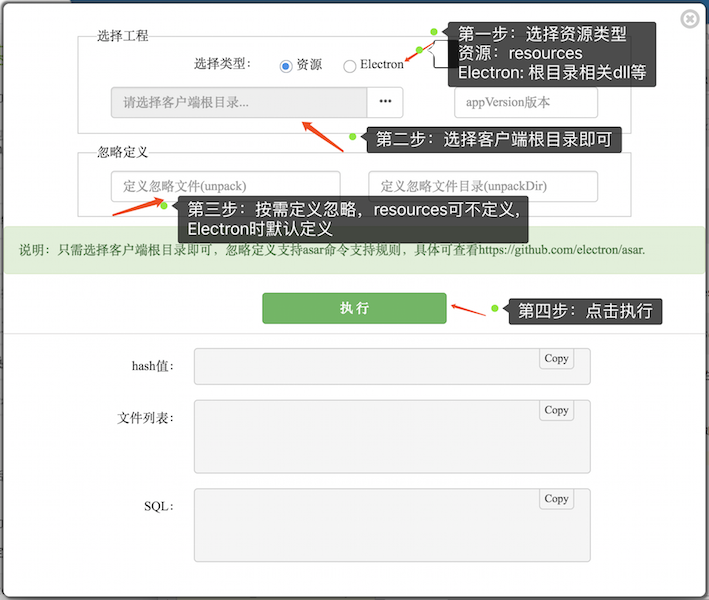 选择工程
第一步：选择资源类型
资源：resources
Electron: 根目录相关dll等
选择类型：
资源
Electron
请选择客户端根目录...
•••
appVersion版本
第二步：选择客户端根目录即可
忽略定义
定义忽略文件(unpack)
定义忽略文件目录(unpackDir)
第三步：按需定义忽略，resources可不定义，
Electron时默认定义
说明：只需选择客户端根目录即可，忽略定义支持asar命令支持规则，具体可查看https://github.com/electron/asar.
执行
第四步：点击执行
hash值：
Copy
文件列表：
Copy
SQL：
Copy